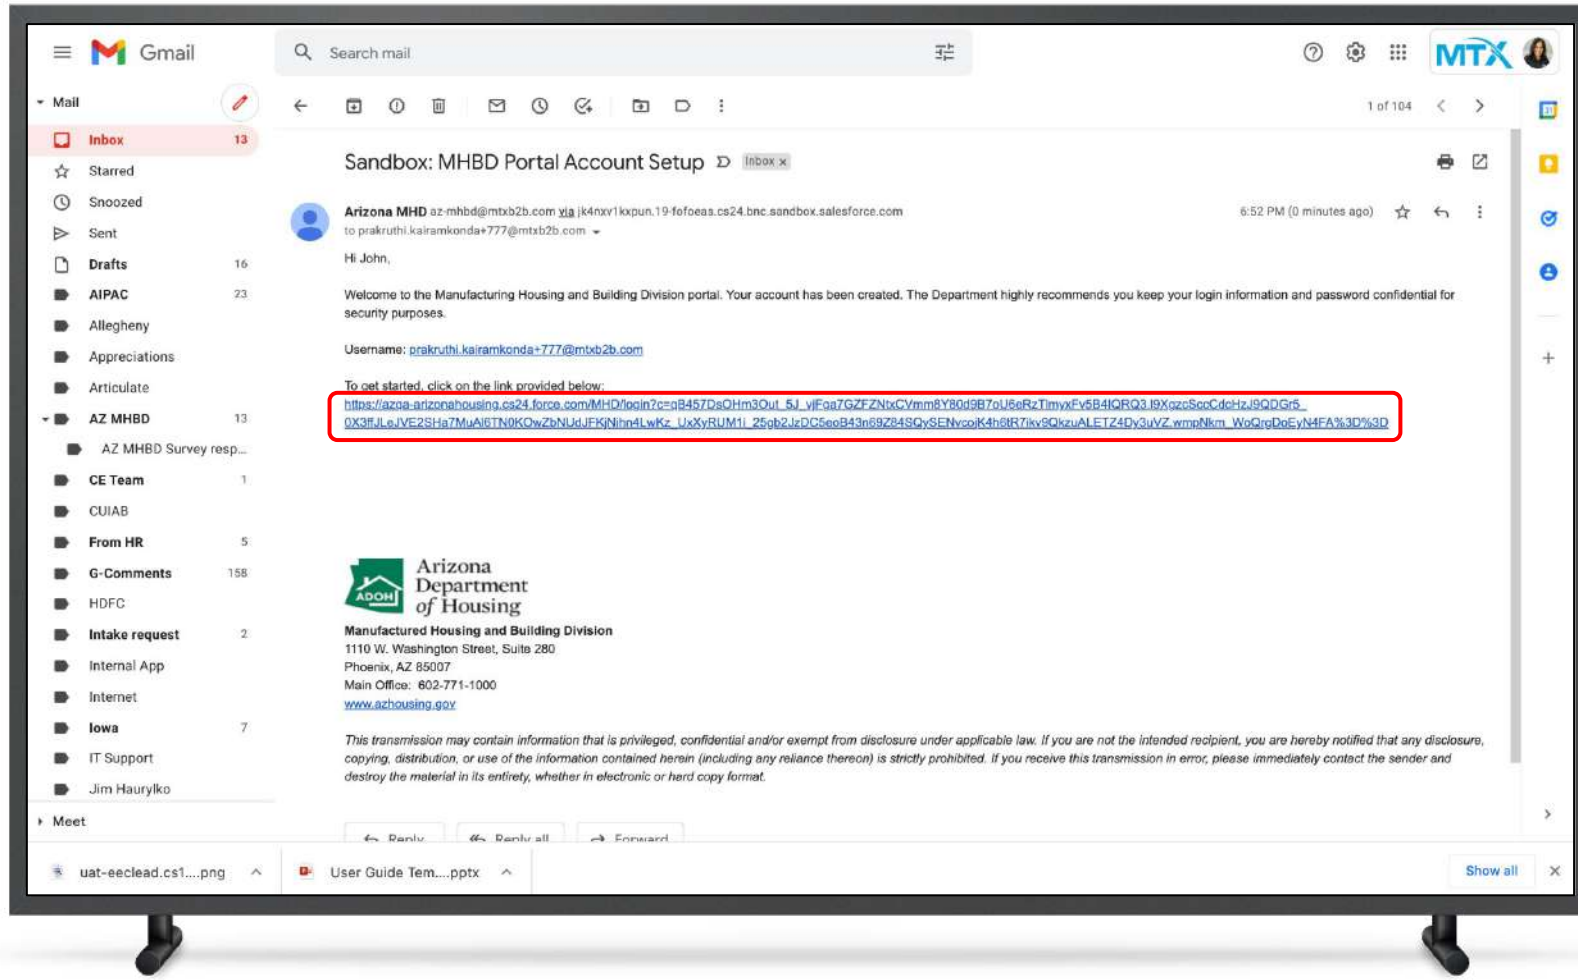 Gmail
Search mail
MTX
Mail
1 of 104
Inbox 13
Starred
Snoozed
Sent
Drafts 16
AIPAC 23
Allegheny
Appreciations
Articulate
AZ MHBD 13
AZ MHBD Survey resp...
CE Team 1
CUIAB
From HR 5
G-Comments 158
HDFC
Intake request 2
Internal App
Internet
Iowa 7
IT Support
Jim Haurylko
Meet
Sandbox: MHBD Portal Account Setup Inbox x
Arizona MHD az-mhbd@mtxb2b.com via jk4nxv1kxpun.19-fofoeas.cs24.bnc.sandbox.salesforce.com 6:52 PM (0 minutes ago)
to prakruthi.kairamkonda+777@mtxb2b.com
Hi John,
Welcome to the Manufacturing Housing and Building Division portal. Your account has been created. The Department highly recommends you keep your login information and password confidential for
security purposes.
Username: prakruthi.kairamkonda+777@mtxb2b.com
To get started, click on the link provided below:
ADOH
Arizona
Department
of Housing
Manufactured Housing and Building Division
1110 W. Washington Street, Suite 280
Phoenix, AZ 85007
Main Office: 602-771-1000
www.azhousing.gov
This transmission may contain information that is privileged, confidential and/or exempt from disclosure under applicable law. If you are not the intended recipient, you are hereby notified that any disclosure,
copying, distribution, or use of the information contained herein (including any reliance thereon) is strictly prohibited. If you receive this transmission in error, please immediately contact the sender and
destroy the material in its entirety, whether in electronic or hard copy format.
Reply Reply all Forward
31
uat-eeclead.cs1....png
User Guide Tem....pptx
Show all